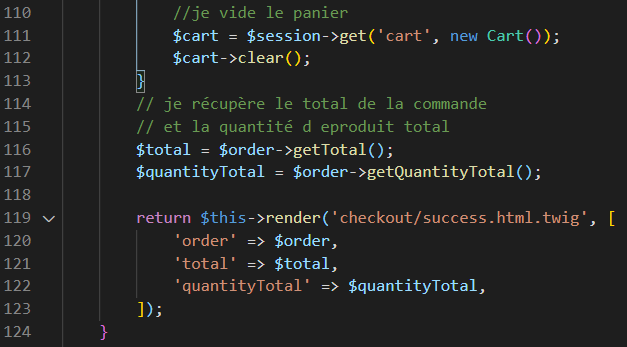 110 //je vide le panier
111 $cart = $session->get('cart', new Cart());
112 $cart->clear();
113 }
114 // je récupère le total de la commande
115 // et la quantité d eproduit total
116 $total = $order->getTotal();
117 $quantityTotal = $order->getQuantityTotal();
118
119 return $this->render('checkout/success.html.twig', [
120 'order' => $order,
121 'total' => $total,
122 'quantityTotal' => $quantityTotal,
123 ]);
124 }